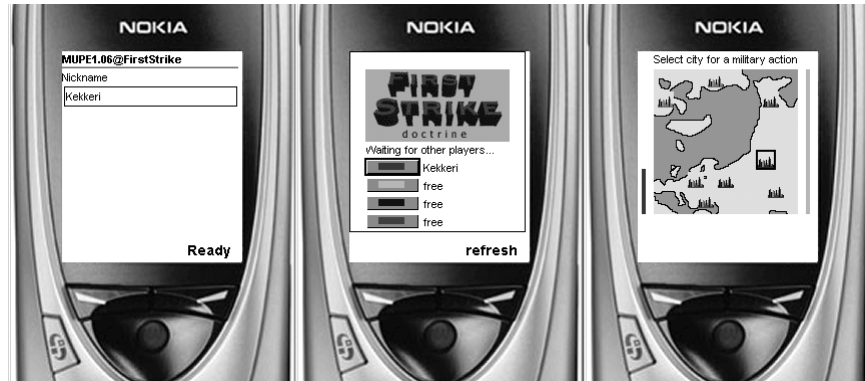 NOKIA
MUPE1.06@FirstStrike
Nickname
Kekkeri
Ready
NOKIA
FIRST
STRIKE
doctrine
Waiting for other players...
Kekkeri
free
free
free
refresh
NOKIA
Select city for a military action